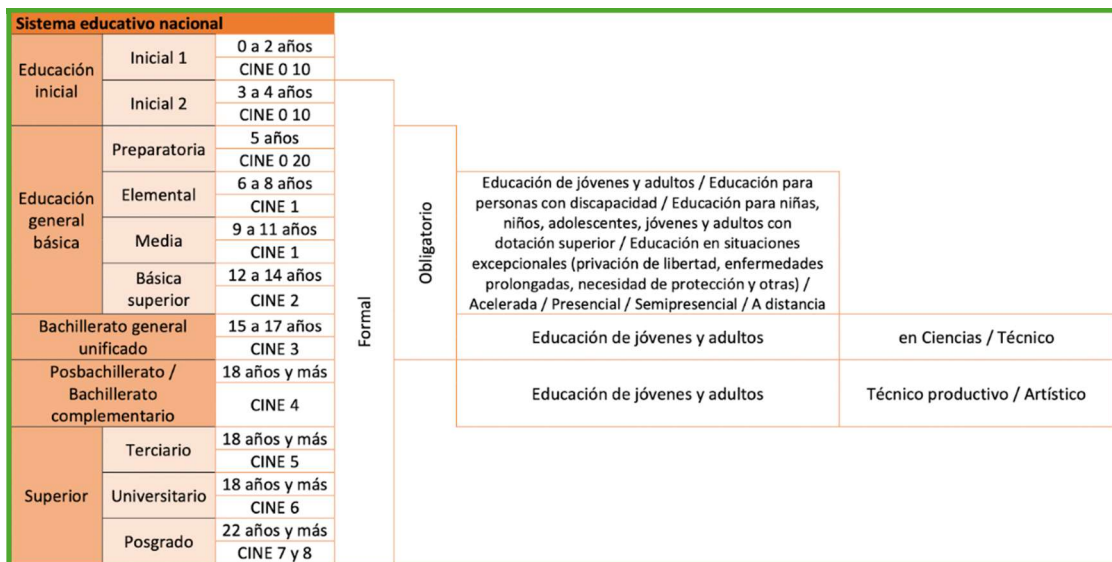 Sistema educativo nacional
Educación
inicial
Inicial 1
0 a 2 años
CINE 0 10
Inicial 2
3 a 4 años
CINE 0 10
Educación
general
básica
Preparatoria
5 años
CINE 0 20
Elemental
6 a 8 años
CINE 1
Media
9 a 11 años
CINE 1
Básica
superior
12 a 14 años
CINE 2
Bachillerato general
unificado
15 a 17 años
CINE 3
Posbachillerato /
Bachillerato
complementario
18 años y más
CINE 4
Superior
Terciario
18 años y más
CINE 5
Universitario
18 años y más
CINE 6
Posgrado
22 años y más
CINE 7 y 8
Formal
Obligatorio
Educación de jóvenes y adultos / Educación para
personas con discapacidad / Educación para niñas,
niños, adolescentes, jóvenes y adultos con
dotación superior / Educación en situaciones
excepcionales (privación de libertad, enfermedades
prolongadas, necesidad de protección y otras) /
Acelerada / Presencial / Semipresencial / A distancia
Educación de jóvenes y adultos
en Ciencias / Técnico
Educación de jóvenes y adultos
Técnico productivo / Artístico